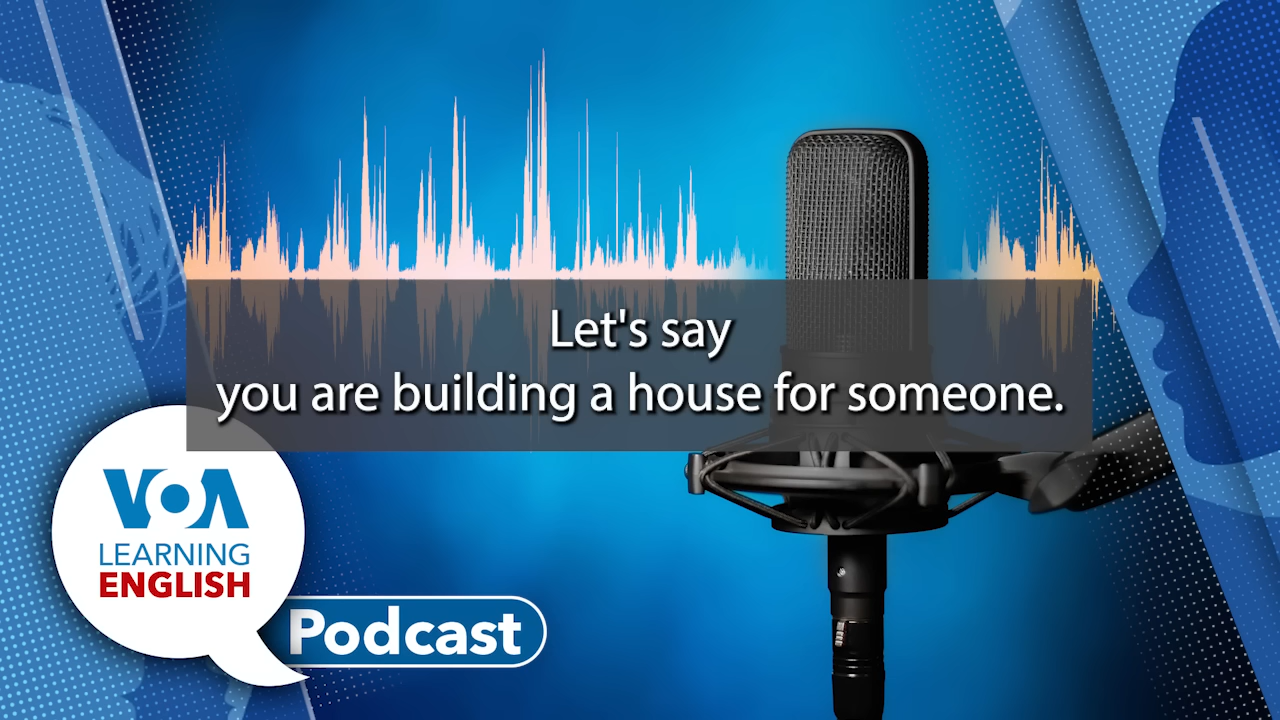 Let's say
you are building a house for someone.
VOA
LEARNING
ENGLISH
Podcast